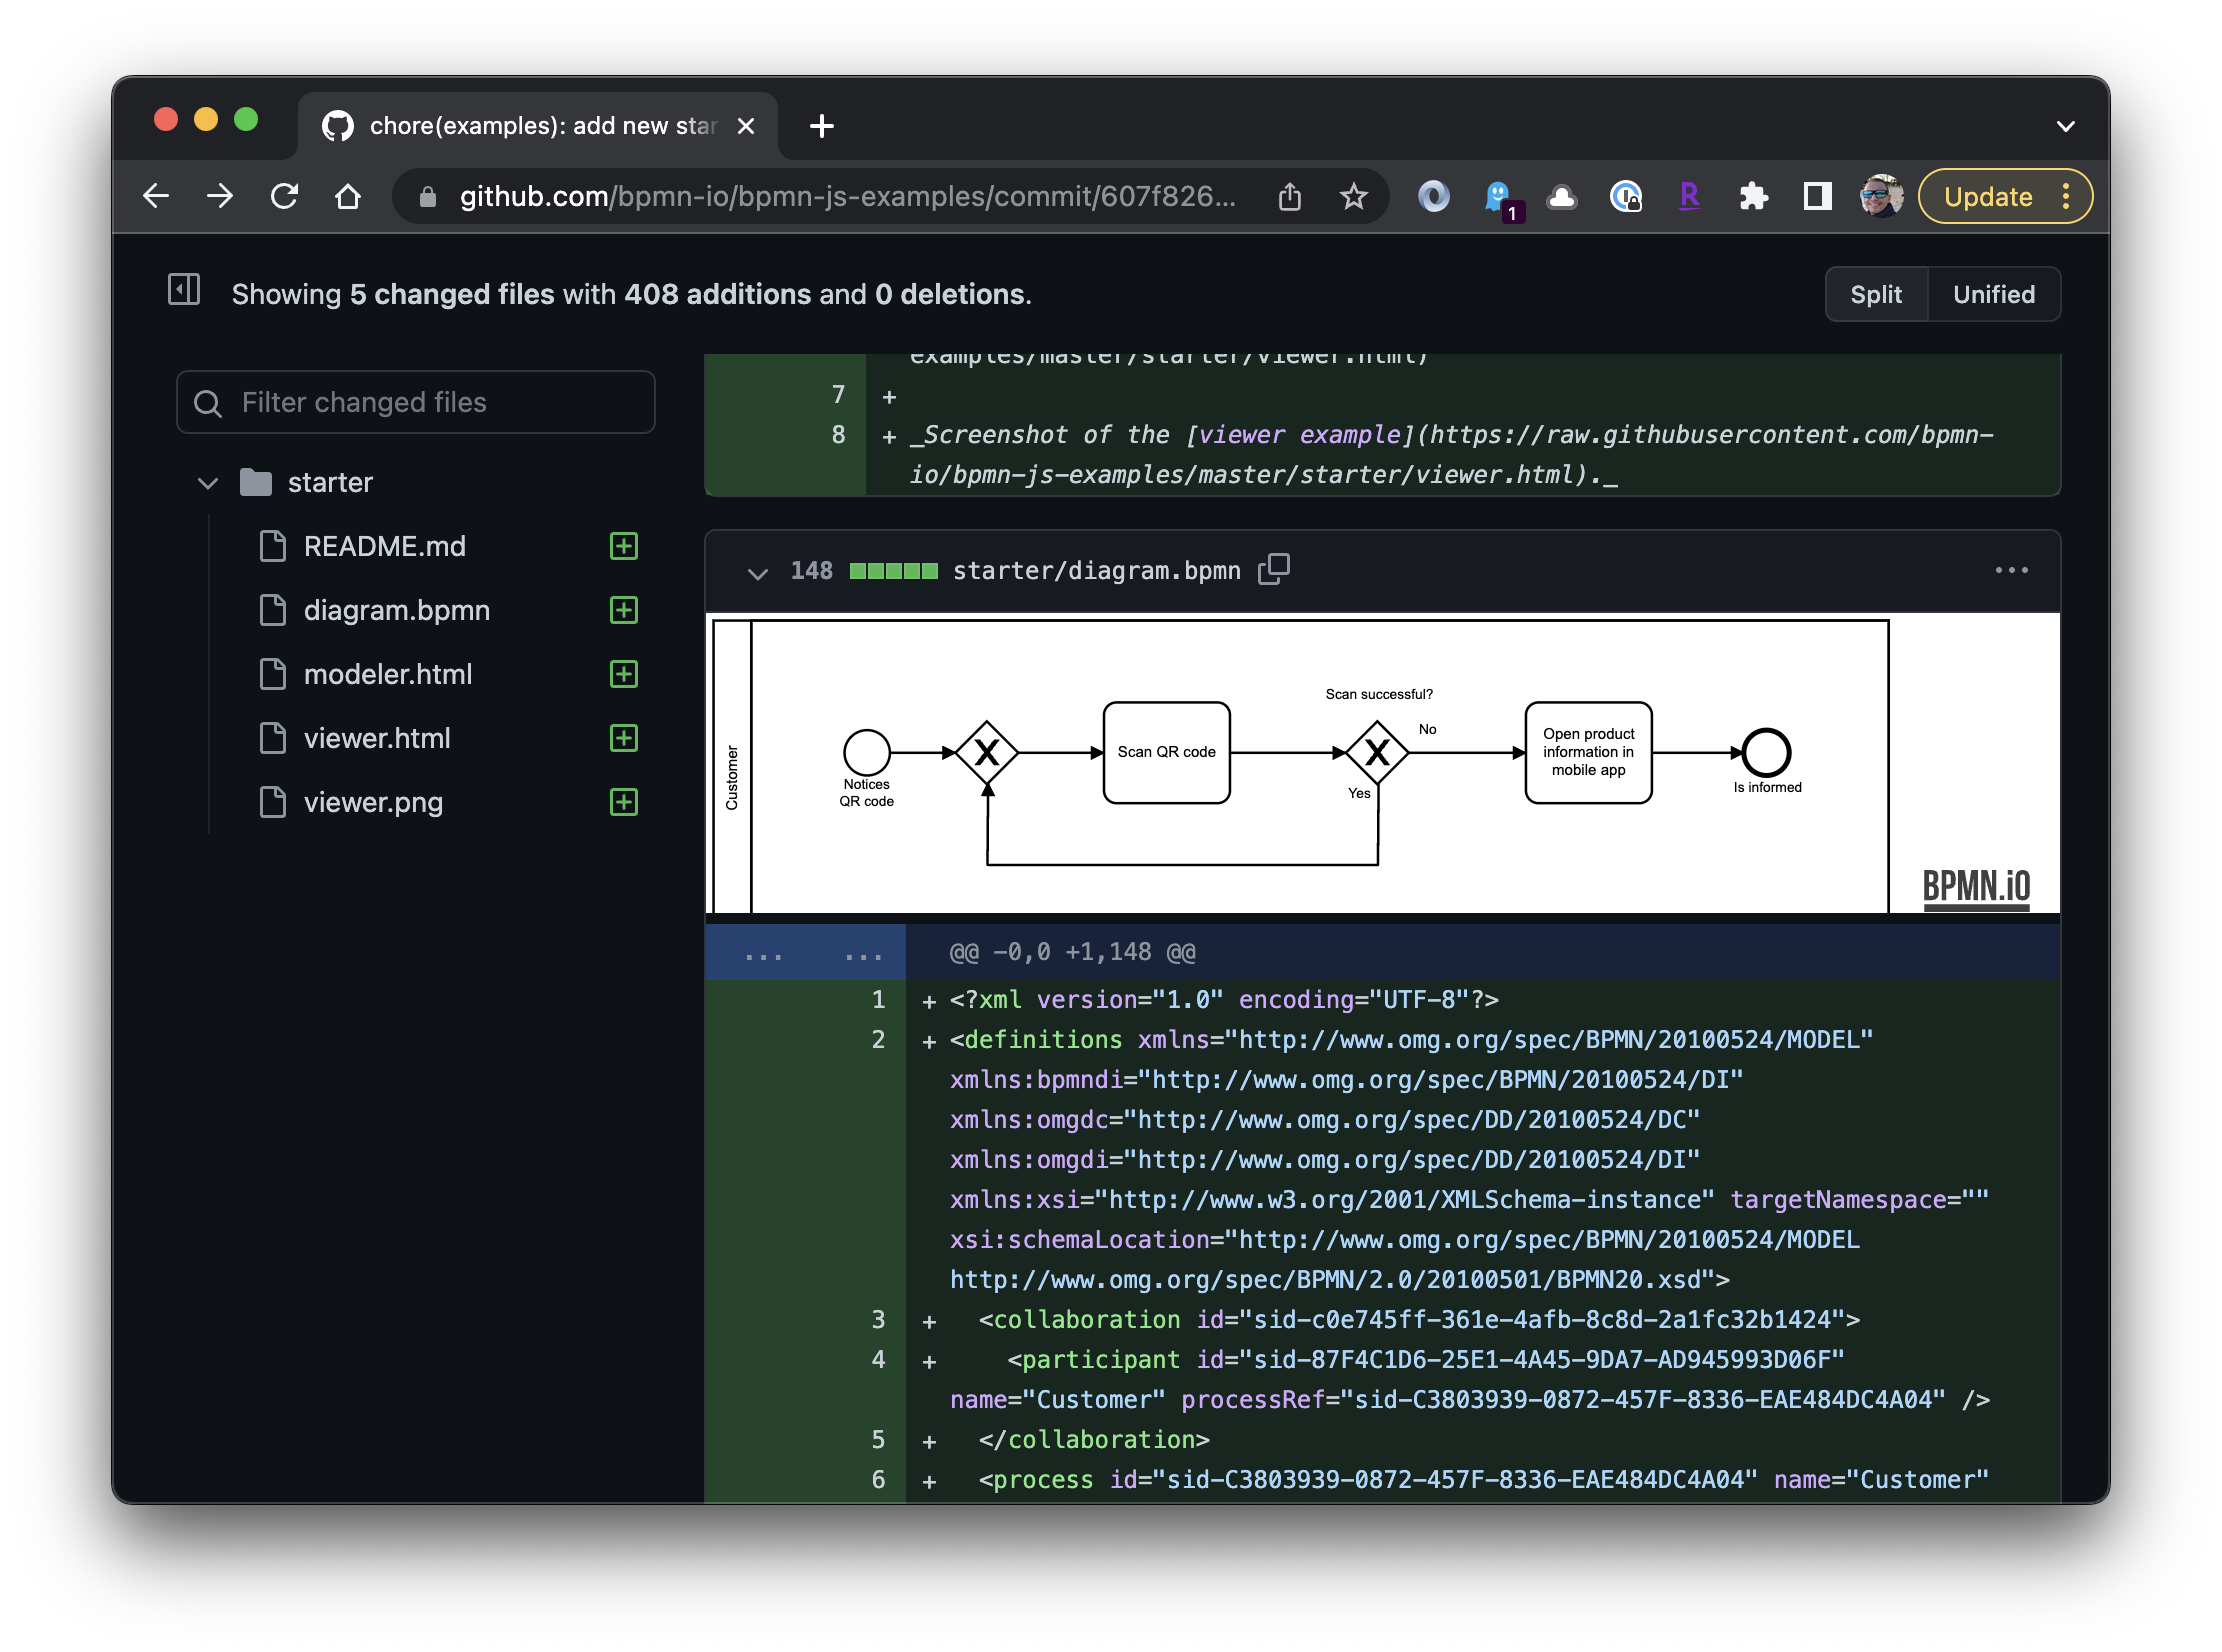 chore(examples): add new star
github.com/bpmn-io/bpmn-js-examples/commit/607f826...
1
R
Update
Showing 5 changed files with 408 additions and 0 deletions.
Split
Unified
Filter changed files
starter
README.md
diagram.bpmn
modeler.html
viewer.html
viewer.png
examples/master/starter/viewer.html)
7 +
8 + _Screenshot of the [viewer example](https://raw.githubusercontent.com/bpmn-
io/bpmn-js-examples/master/starter/viewer.html)._
148 starter/diagram.bpmn
Customer
Notices
QR code
Scan QR code
Scan successful?
No
Yes
Open product
information in
mobile app
Is informed
BPMN.iO
... ... @@ -0,0 +1,148 @@
1 + <?xml version="1.0" encoding="UTF-8"?>
2 + <definitions xmlns="http://www.omg.org/spec/BPMN/20100524/MODEL"
xmlns:bpmndi="http://www.omg.org/spec/BPMN/20100524/DI"
xmlns:omgdc="http://www.omg.org/spec/DD/20100524/DC"
xmlns:omgdi="http://www.omg.org/spec/DD/20100524/DI"
xmlns:xsi="http://www.w3.org/2001/XMLSchema-instance" targetNamespace=""
xsi:schemaLocation="http://www.omg.org/spec/BPMN/20100524/MODEL
http://www.omg.org/spec/BPMN/2.0/20100501/BPMN20.xsd">
3 + <collaboration id="sid-c0e745ff-361e-4afb-8c8d-2a1fc32b1424">
4 + <participant id="sid-87F4C1D6-25E1-4A45-9DA7-AD945993D06F"
name="Customer" processRef="sid-C3803939-0872-457F-8336-EAE484DC4A04" />
5 + </collaboration>
6 + <process id="sid-C3803939-0872-457F-8336-EAE484DC4A04" name="Customer"